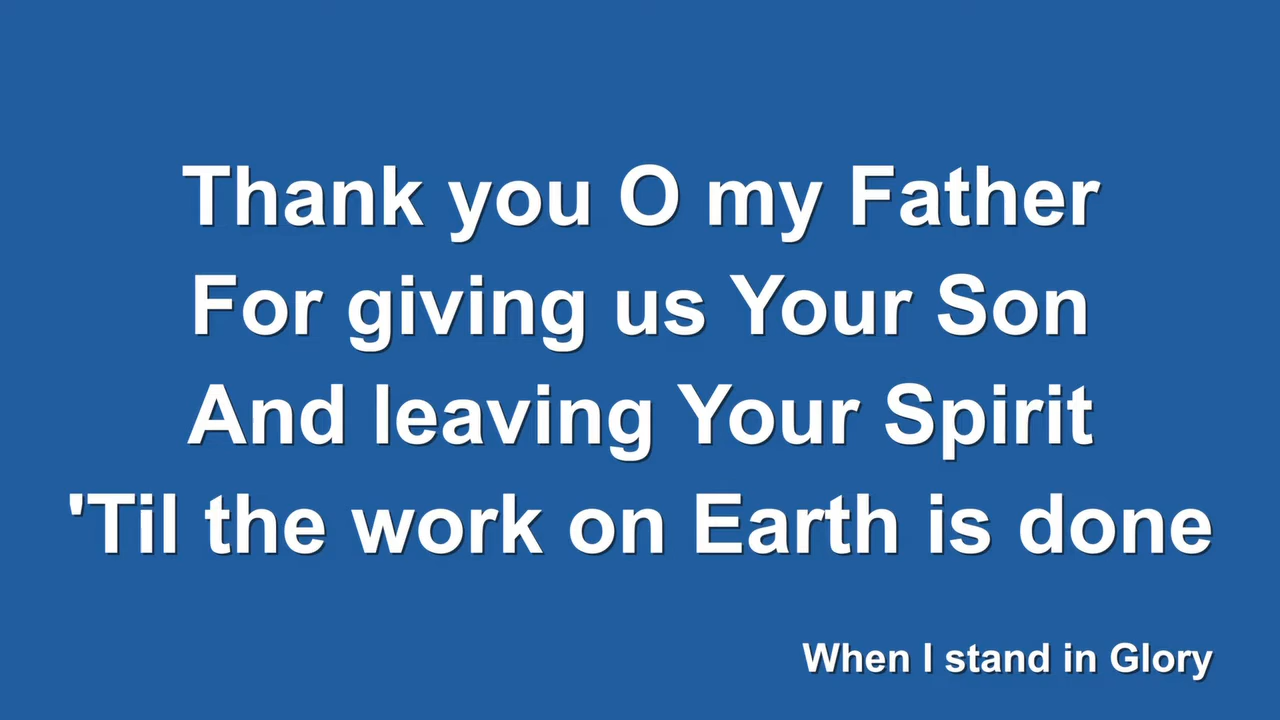 Thank you O my Father
For giving us Your Son
And leaving Your Spirit
'Til the work on Earth is done
When I stand in Glory